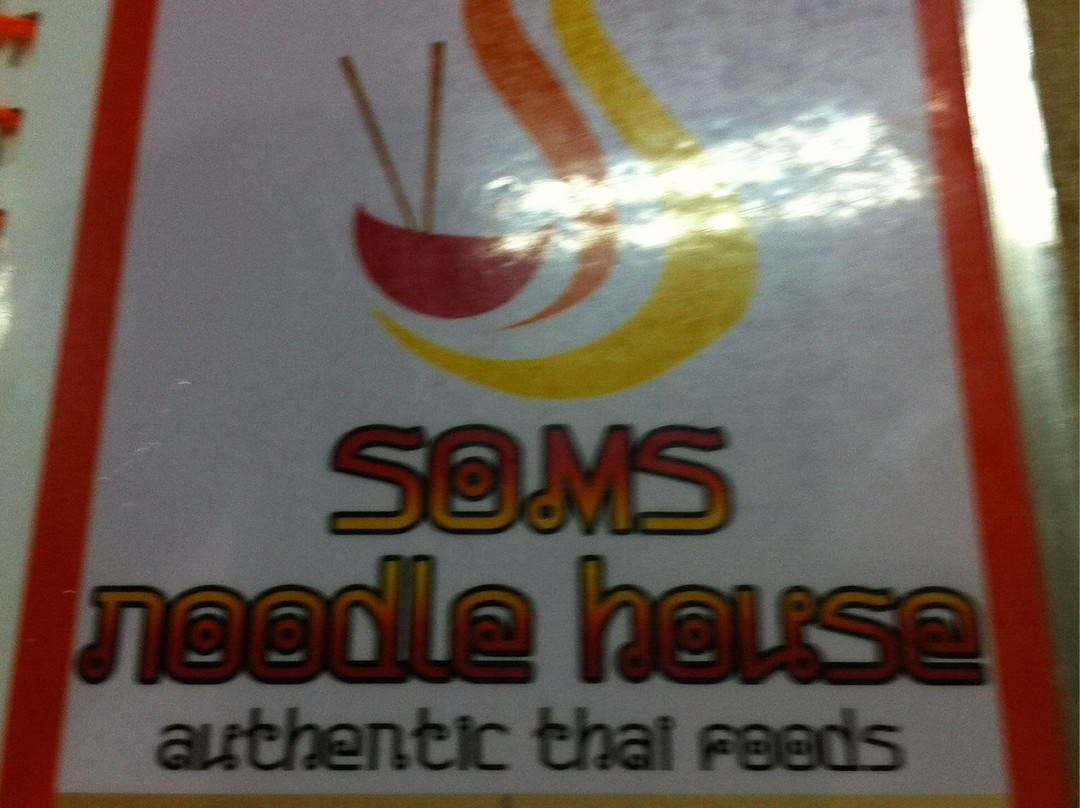 SOMS
noodle house
authentic thai foods